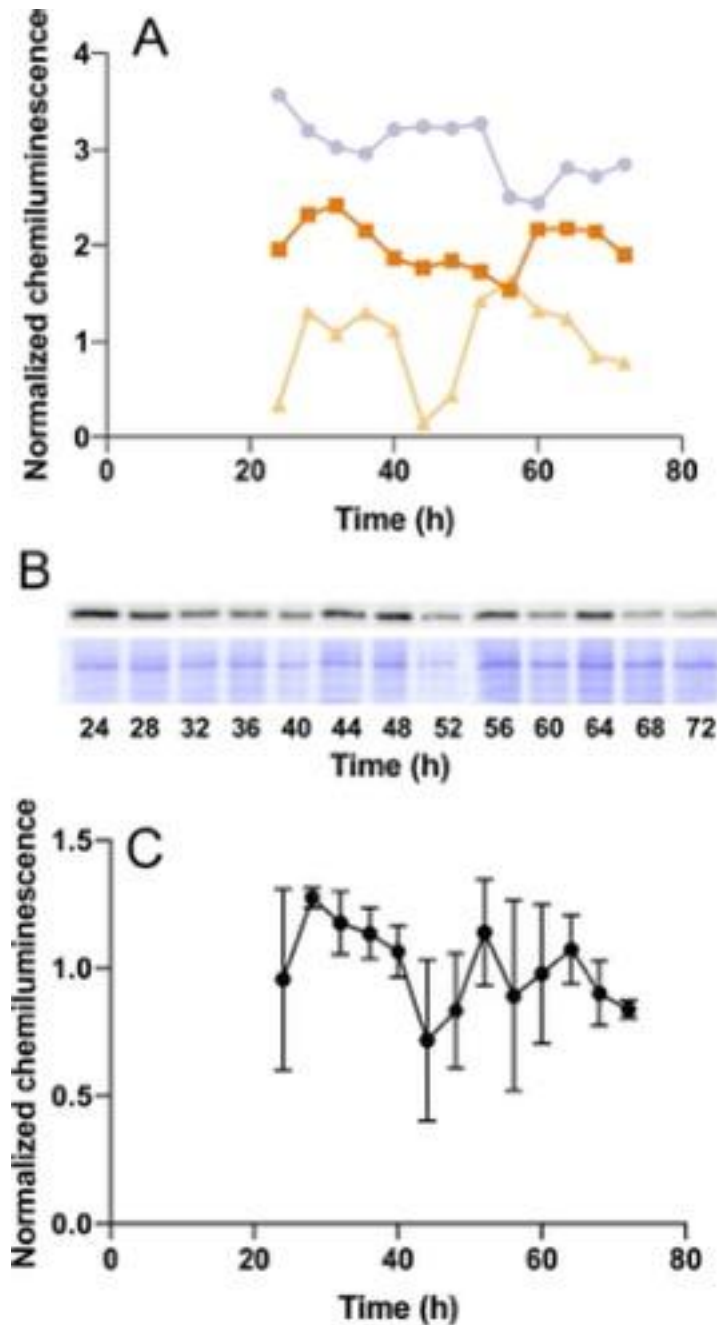 A
Normalized chemiluminescence
4
3
2
1
0
0 20 40 60 80
Time (h)
B
24 28 32 36 40 44 48 52 56 60 64 68 72
Time (h)
C
Normalized chemiluminescence
1.5
1.0
0.5
0.0
0 20 40 60 80
Time (h)